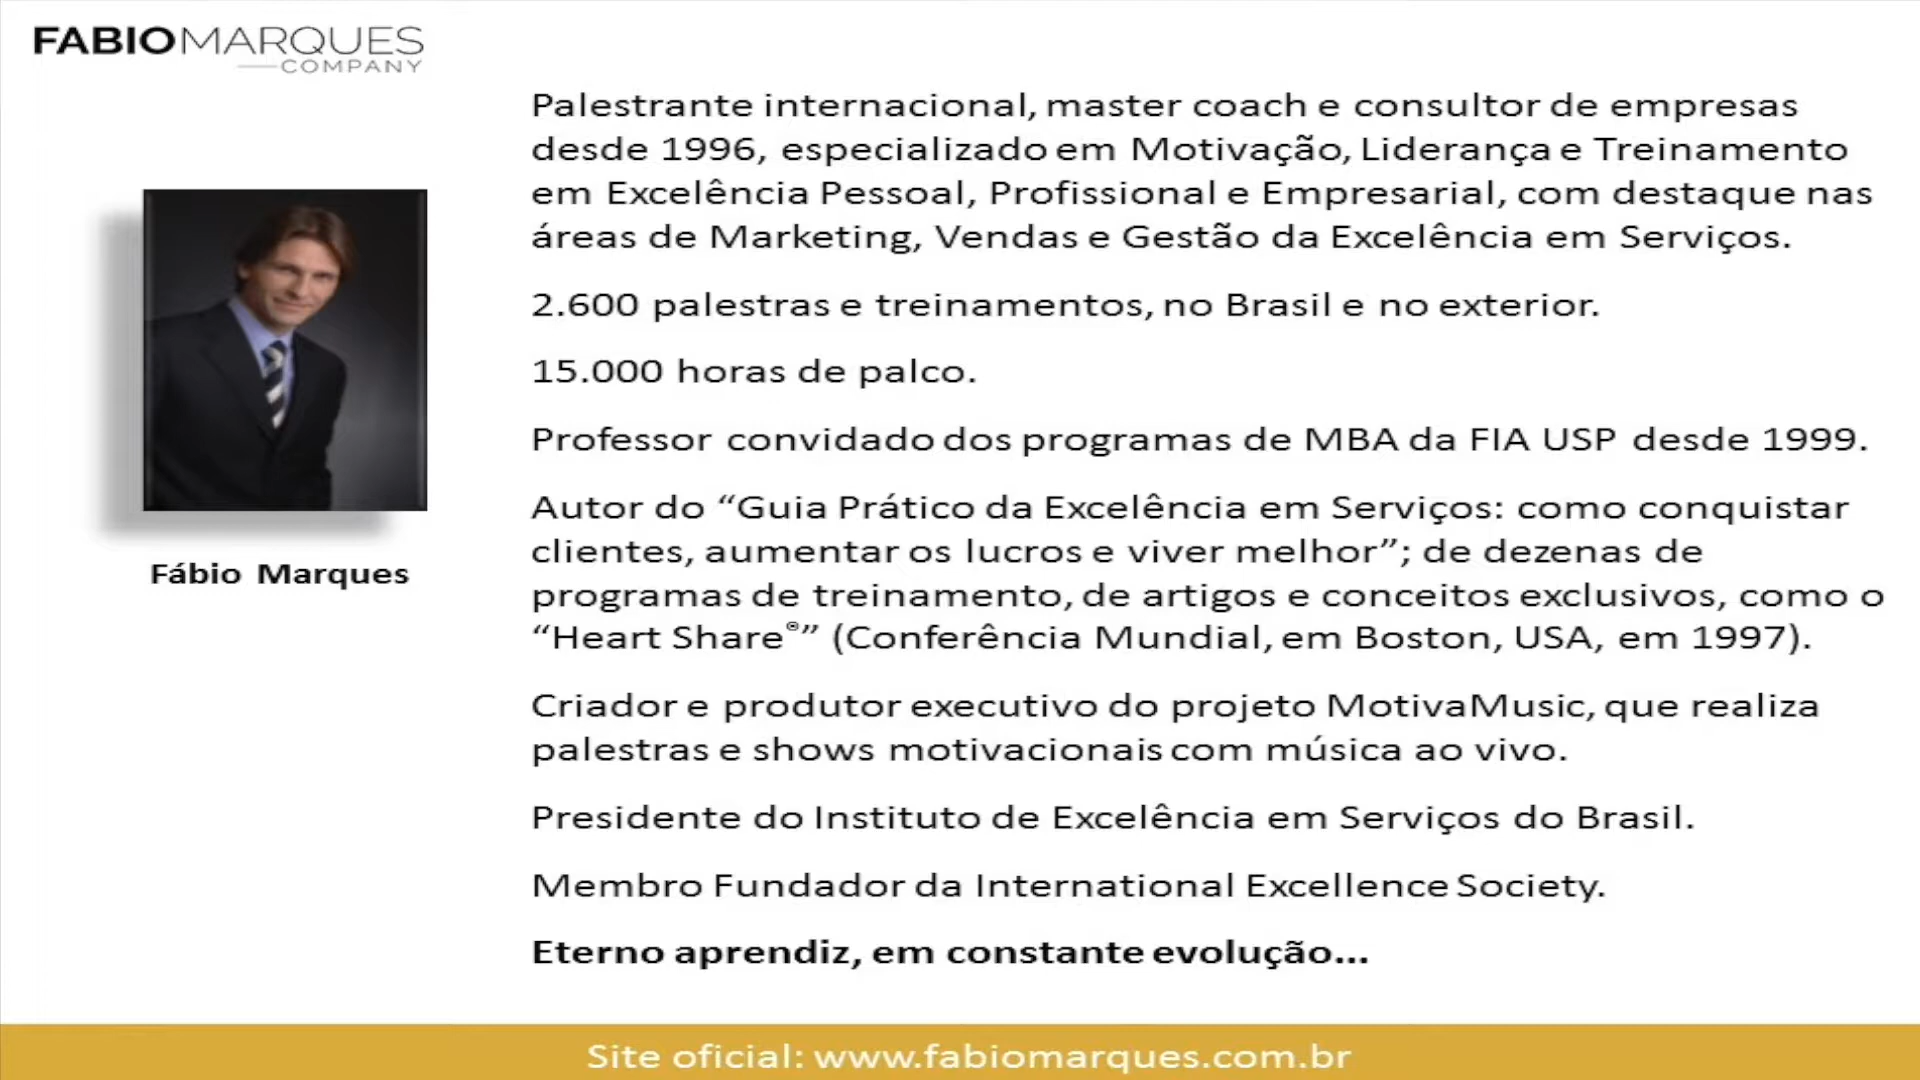 FABIOMARQUES
COMPANY
Palestrante internacional, master coach e consultor de empresas
desde 1996, especializado em Motivação, Liderança e Treinamento
em Excelência Pessoal, Profissional e Empresarial, com destaque nas
áreas de Marketing, Vendas e Gestão da Excelência em Serviços.
2.600 palestras e treinamentos, no Brasil e no exterior.
15.000 horas de palco.
Professor convidado dos programas de MBA da FIA USP desde 1999.
Autor do “Guia Prático da Excelência em Serviços: como conquistar
clientes, aumentar os lucros e viver melhor”; de dezenas de
programas de treinamento, de artigos e conceitos exclusivos, como o
“Heart Share®” (Conferência Mundial, em Boston, USA, em 1997).
Criador e produtor executivo do projeto MotivaMusic, que realiza
palestras e shows motivacionais com música ao vivo.
Presidente do Instituto de Excelência em Serviços do Brasil.
Membro Fundador da International Excellence Society.
Eterno aprendiz, em constante evolução...
Fábio Marques
Site oficial: www.fabiomarques.com.br